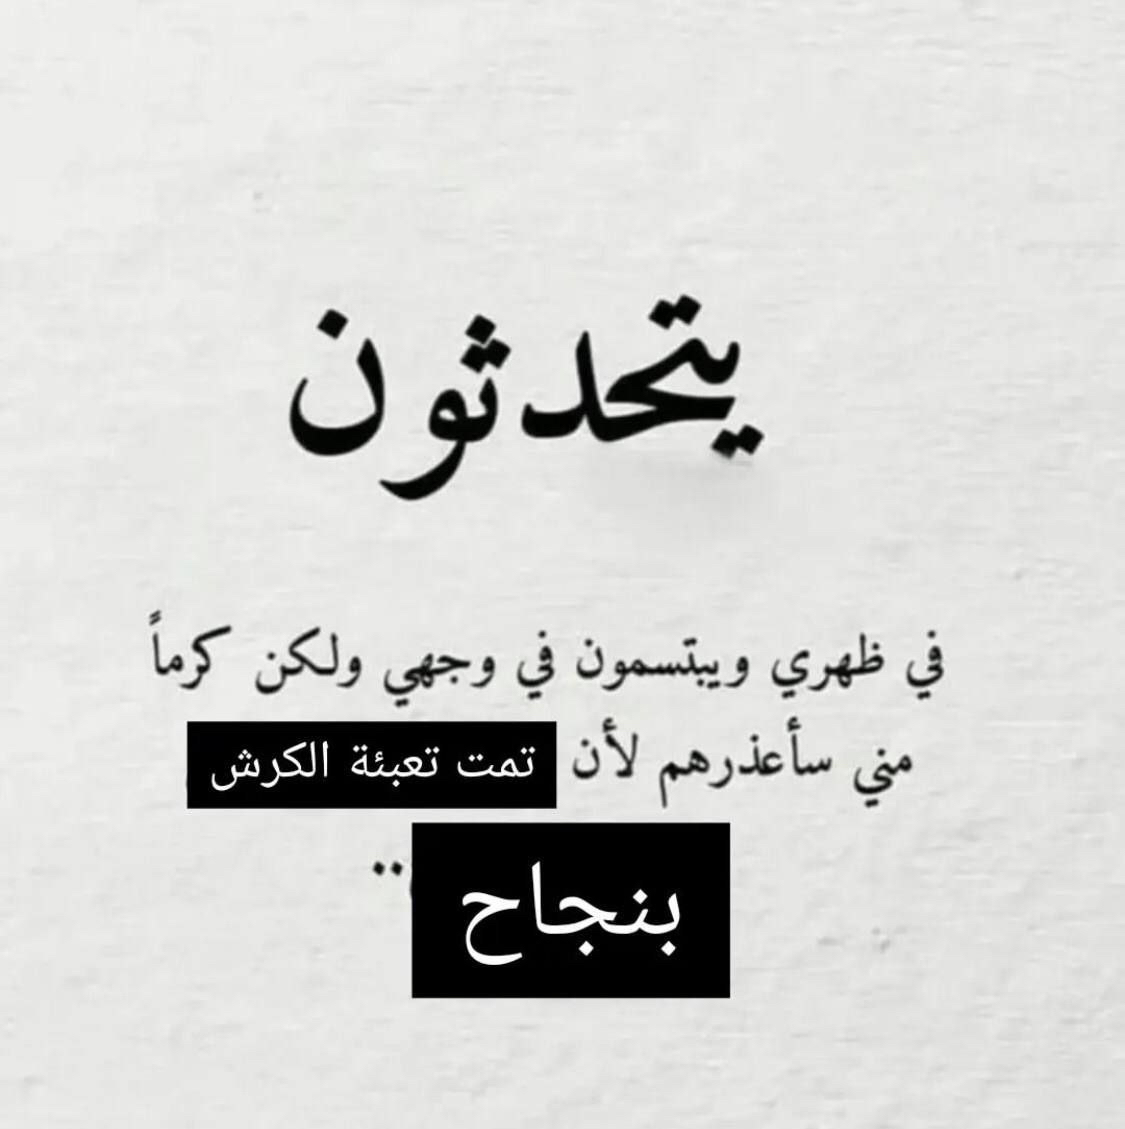 يتحدثون
في ظهري ويبتسمون في وجهي ولكن كرماً
مني سأعذرهم لأن تمت تعبئة الكرش
بنجاح ..